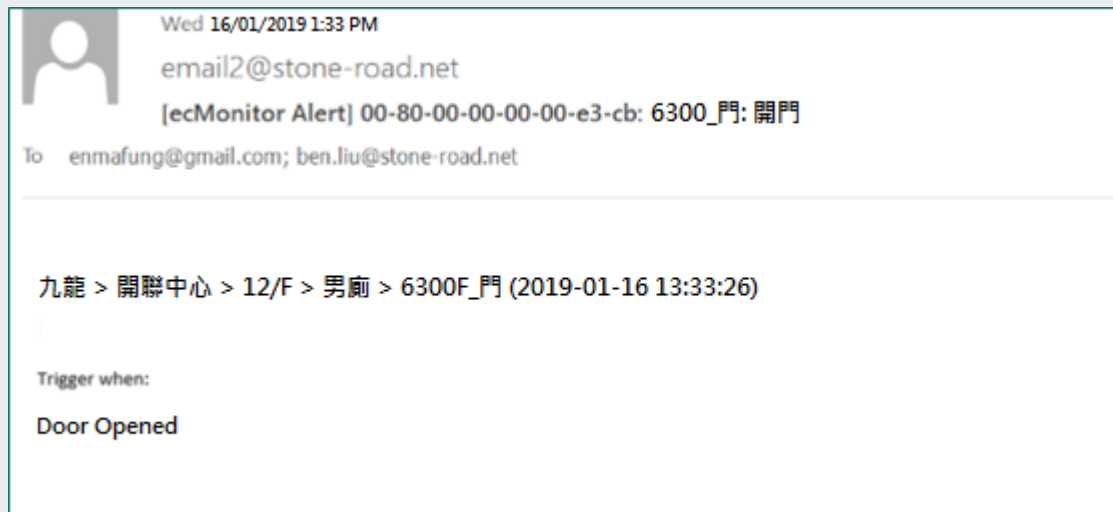 Wed 16/01/2019 1:33 PM
email2@stone-road.net
[ecMonitor Alert] 00-80-00-00-00-00-e3-cb: 6300_門: 開門
To enmafung@gmail.com; ben.liu@stone-road.net
九龍 > 開聯中心 > 12/F > 男廁 > 6300F_門 (2019-01-16 13:33:26)
Trigger when:
Door Opened